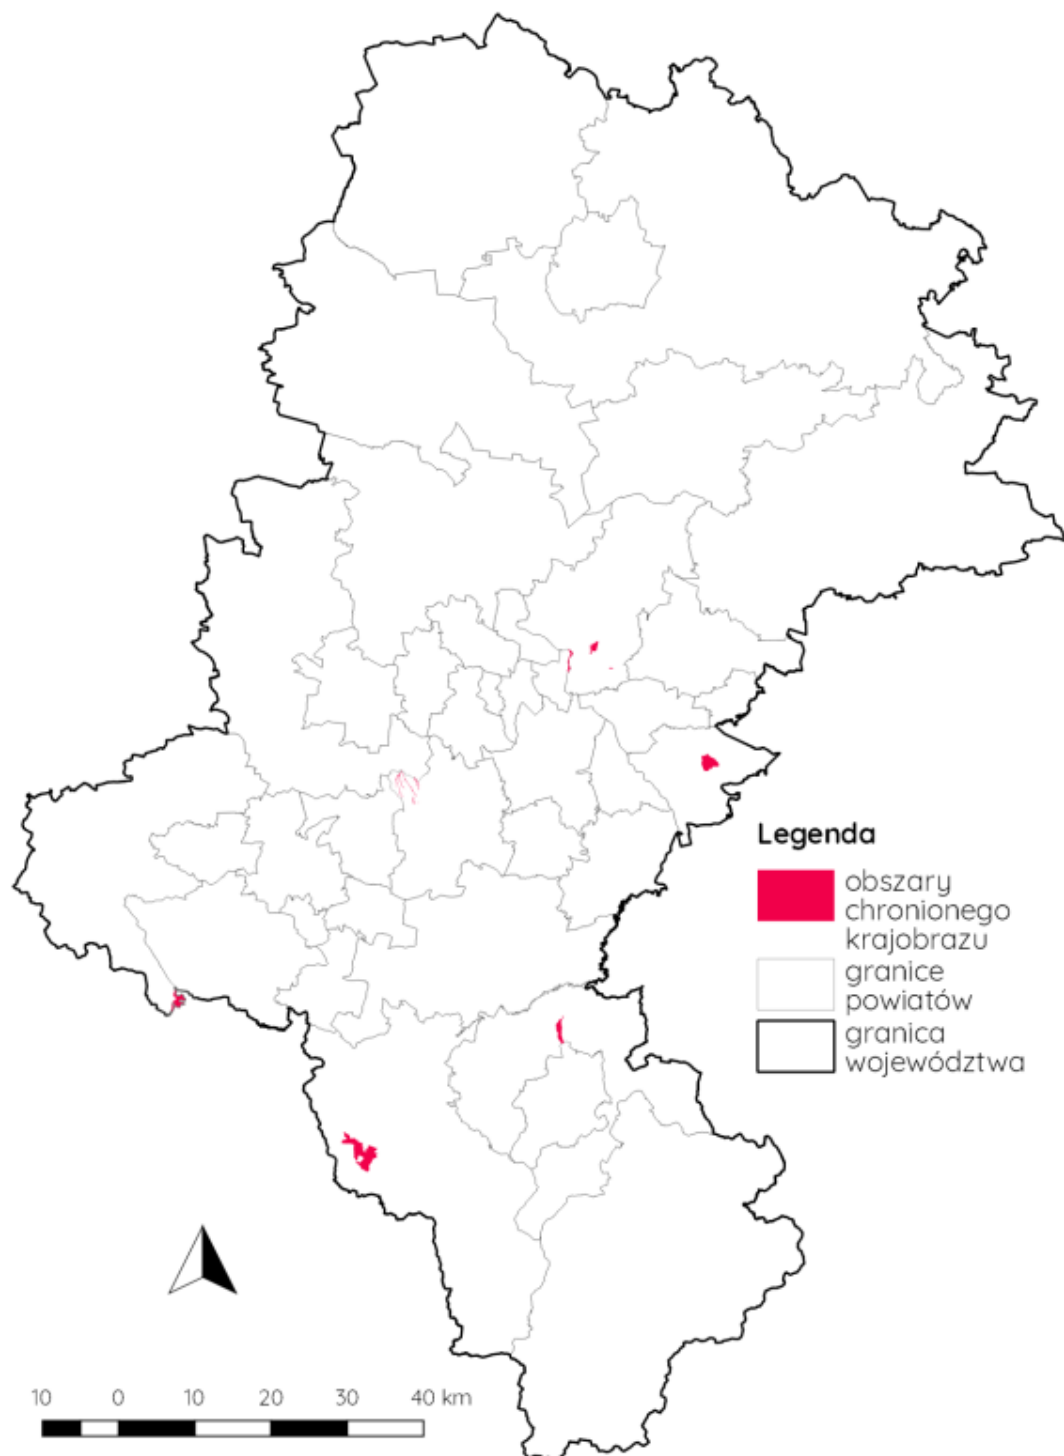 Legenda
obszary
chronionego
krajobrazu
granice
powiatów
granica
województwa
10 0 10 20 30 40 km